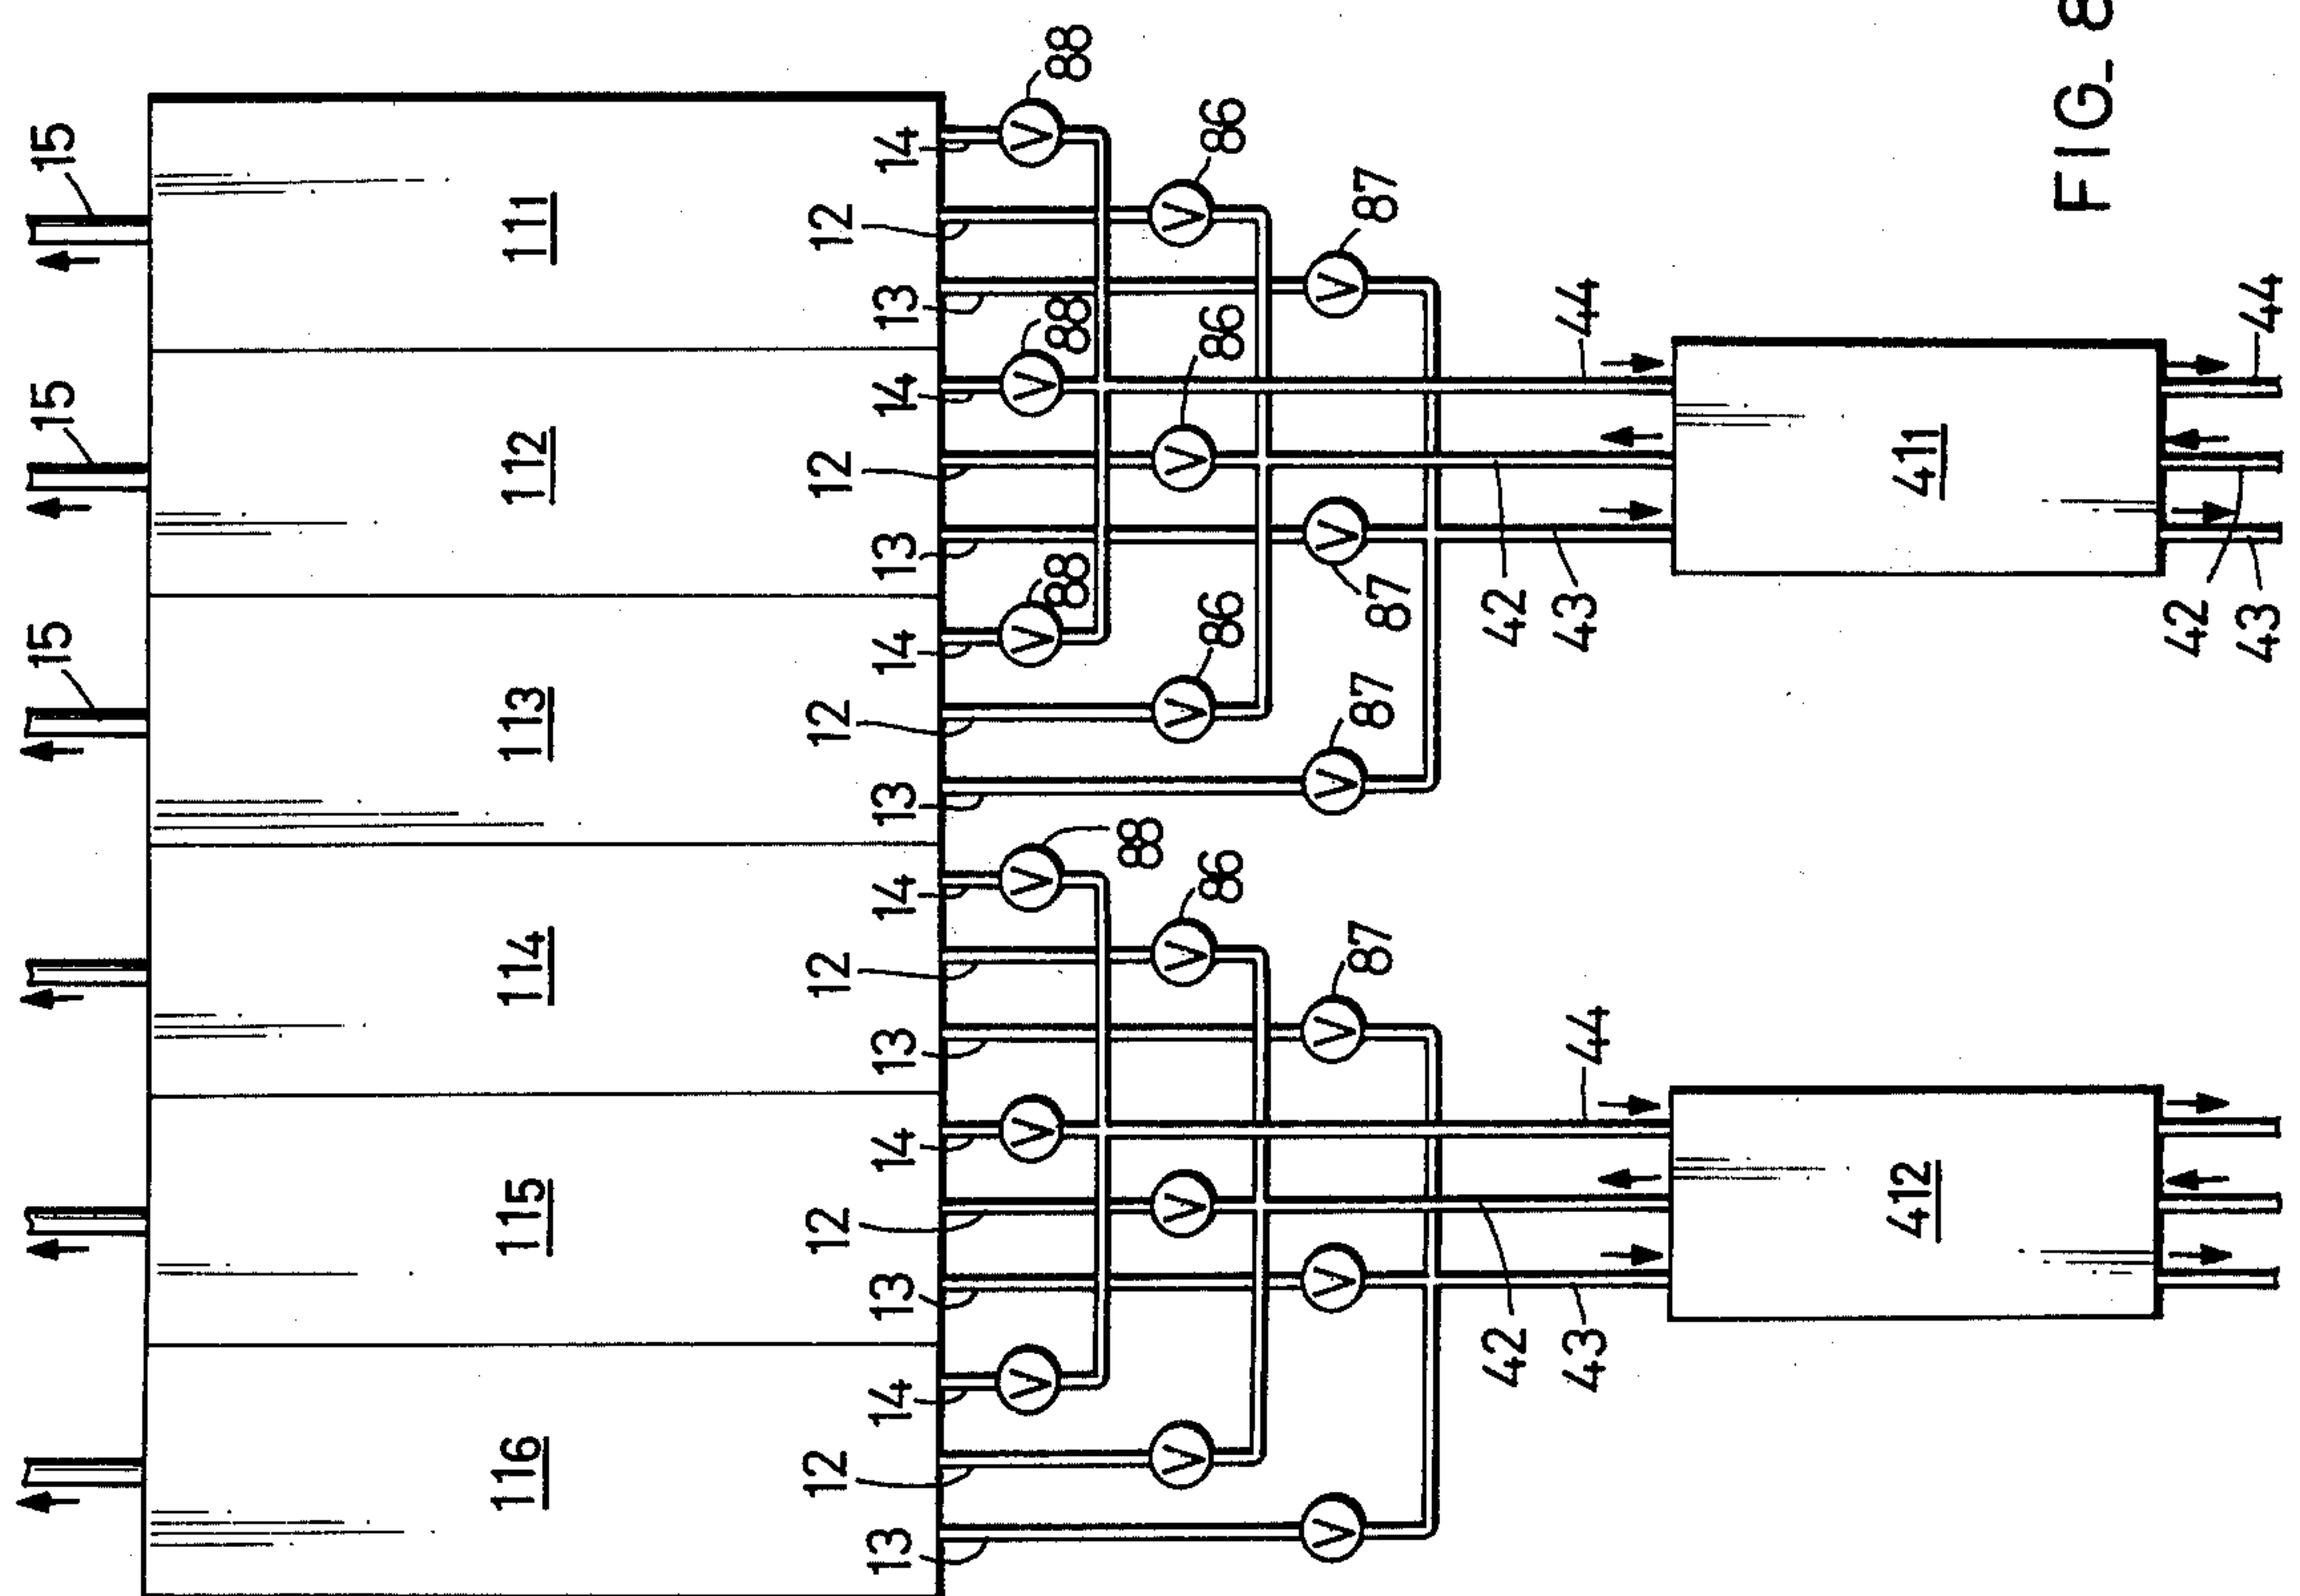 15 15 15
116 115 114 113 112 111
12 12 12 12 12 12
13 14 13 14 13 14 13 14 13 14 13 14
V V V V V V
88 88 88 88
V V V V V V
86 86 86 86
V V V V V V
87 87 87 87
42 42
43 44 43 44
412 411
42
43 44
FIG_ 8